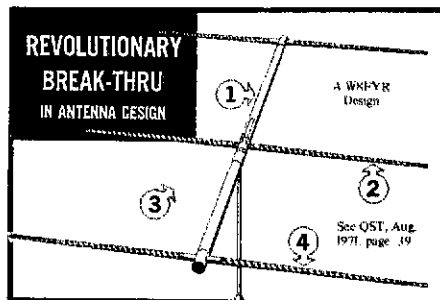 REVOLUTIONARY
BREAK-THRU
IN ANTENNA DESIGN
1
A W8FYR
Design
2
3
See QST, Aug.
1971, page 39
4